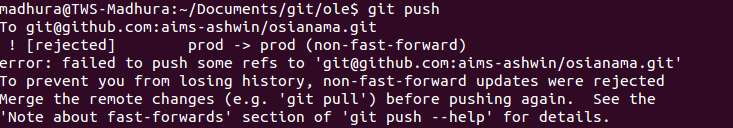 madhura@TWS-Madhura:~/Documents/git/ole$ git push
To git@github.com:aims-ashwin/osianama.git
 ! [rejected]        prod -> prod (non-fast-forward)
error: failed to push some refs to 'git@github.com:aims-ashwin/osianama.git'
To prevent you from losing history, non-fast-forward updates were rejected
Merge the remote changes (e.g. 'git pull') before pushing again.  See the
'Note about fast-forwards' section of 'git push --help' for details.